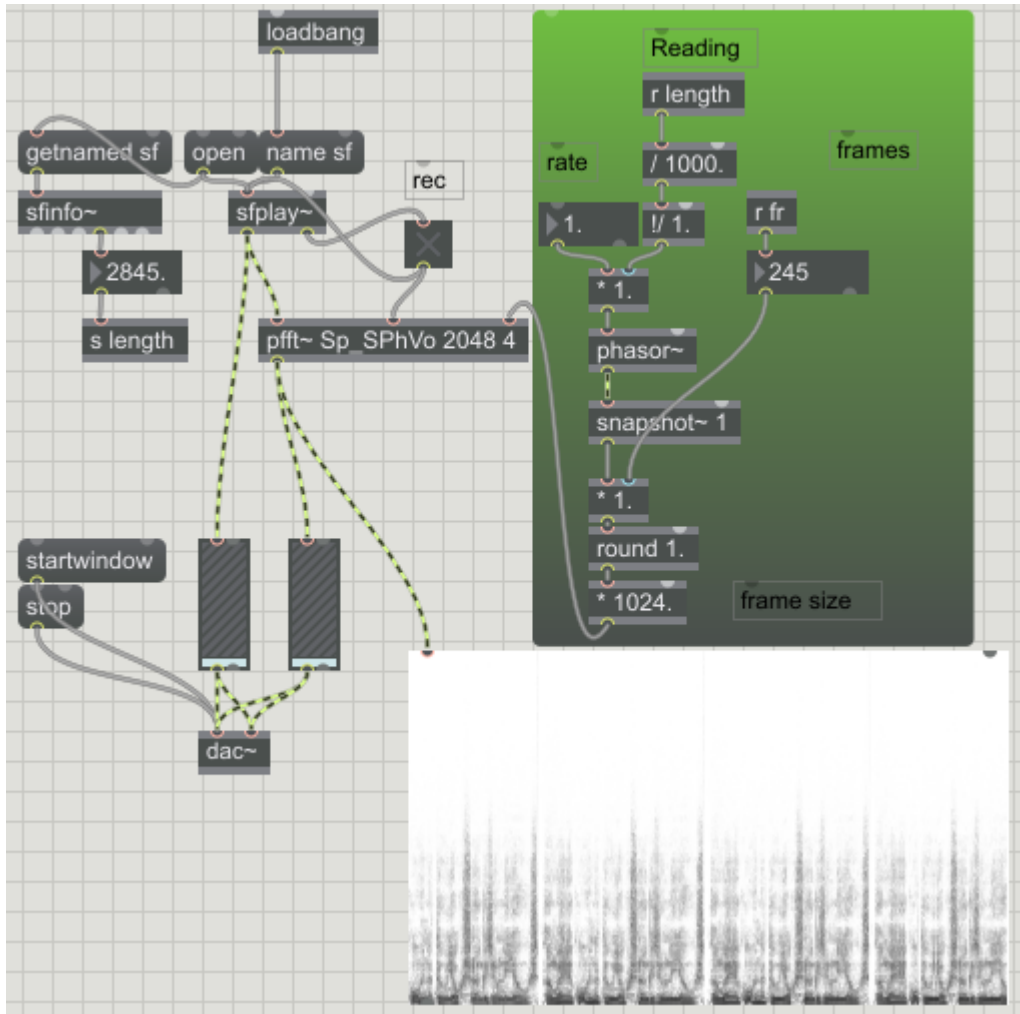 loadbang
Reading
r length
getnamed sf
open
name sf
/ 1000.
frames
rate
rec
sfinfo~
sfplay~
1.
!/ 1.
r fr
2845.
* 1.
245
s length
pfft~ Sp_SPhVo 2048 4
phasor~
snapshot~ 1
* 1.
round 1.
startwindow
stop
* 1024.
frame size
dac~